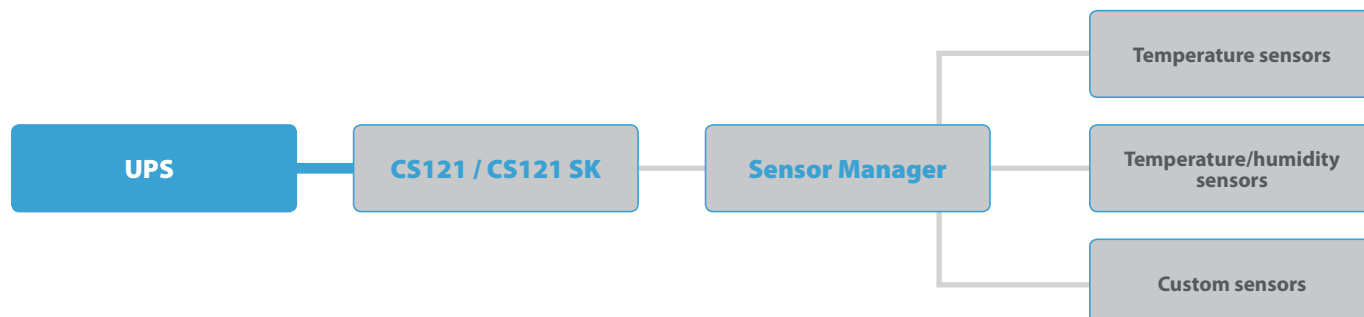 Temperature sensors
UPS
CS121 / CS121 SK
Sensor Manager
Temperature/humidity
sensors
Custom sensors